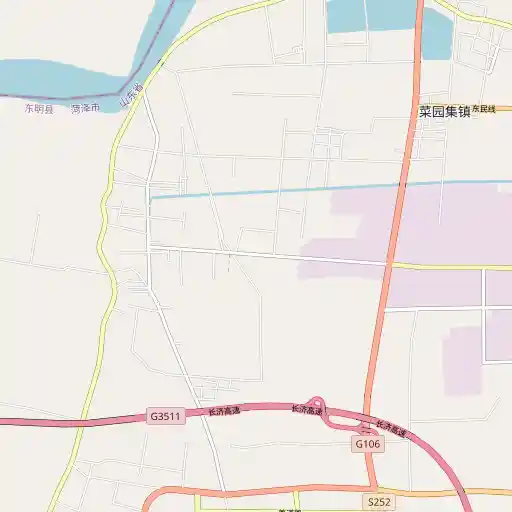 山东省
东明县
菏泽市
菜园集镇
东民线
G3511
长济高速
长济高速
长济高速
G106
S252